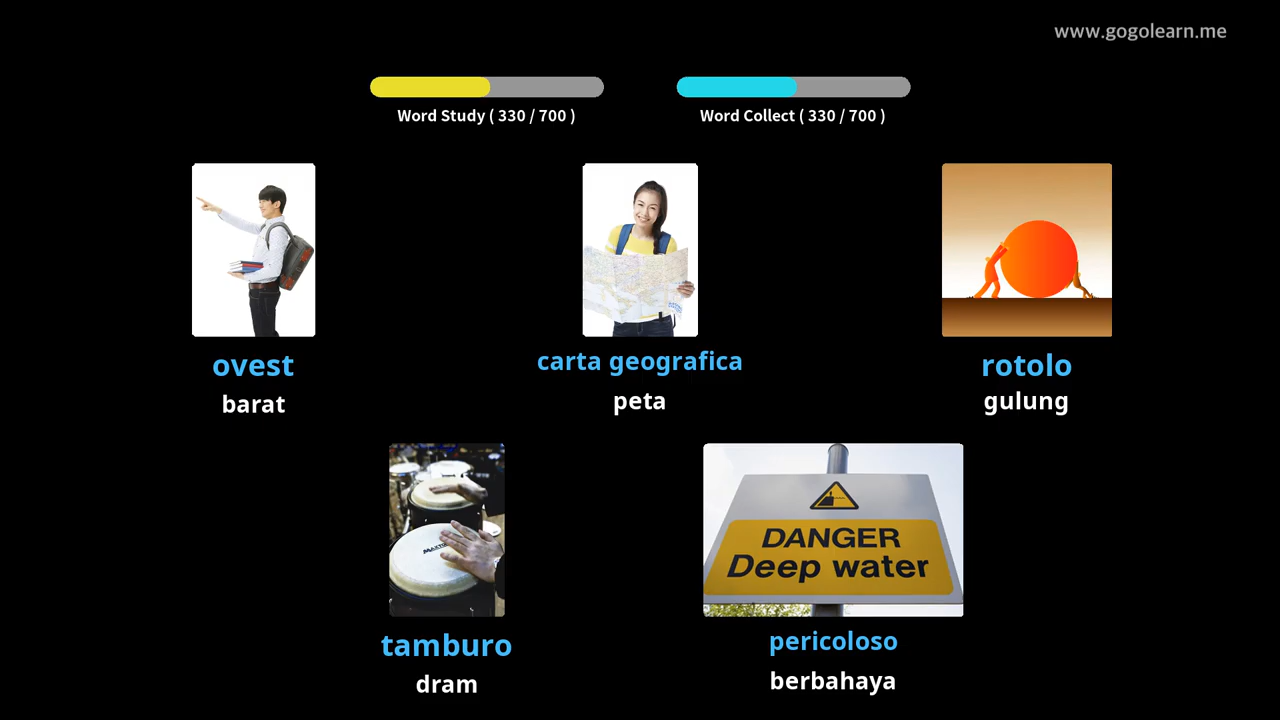 www.gogolearn.me
Word Study ( 330 / 700 )
Word Collect ( 330 / 700 )
ovest
barat
carta geografica
peta
rotolo
gulung
DANGER
Deep water
tamburo
dram
pericoloso
berbahaya